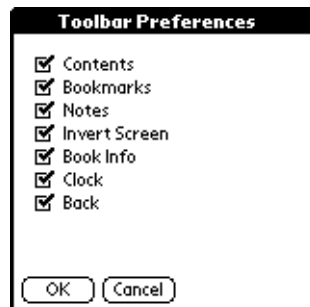 Toolbar Preferences
Contents
Bookmarks
Notes
Invert Screen
Book Info
Clock
Back
OK Cancel